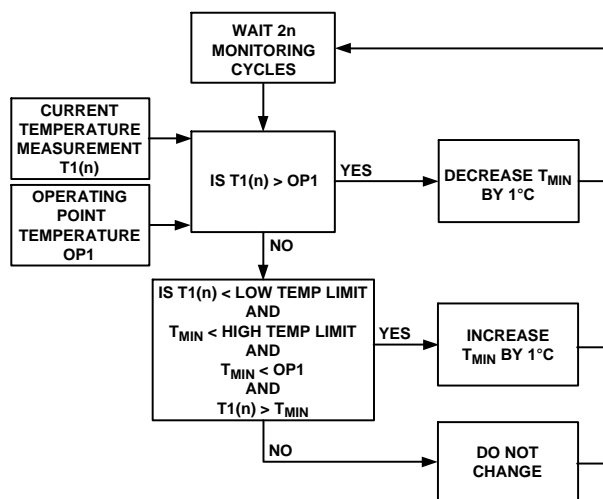 WAIT 2n
MONITORING
CYCLES
CURRENT
TEMPERATURE
MEASUREMENT
T1(n)
IS T1(n) > OP1
YES
DECREASE TMIN
BY 1°C
OPERATING
POINT
TEMPERATURE
OP1
NO
IS T1(n) < LOW TEMP LIMIT
AND
TMIN < HIGH TEMP LIMIT
AND
TMIN < OP1
AND
T1(n) > TMIN
YES
INCREASE
TMIN BY 1°C
NO
DO NOT
CHANGE